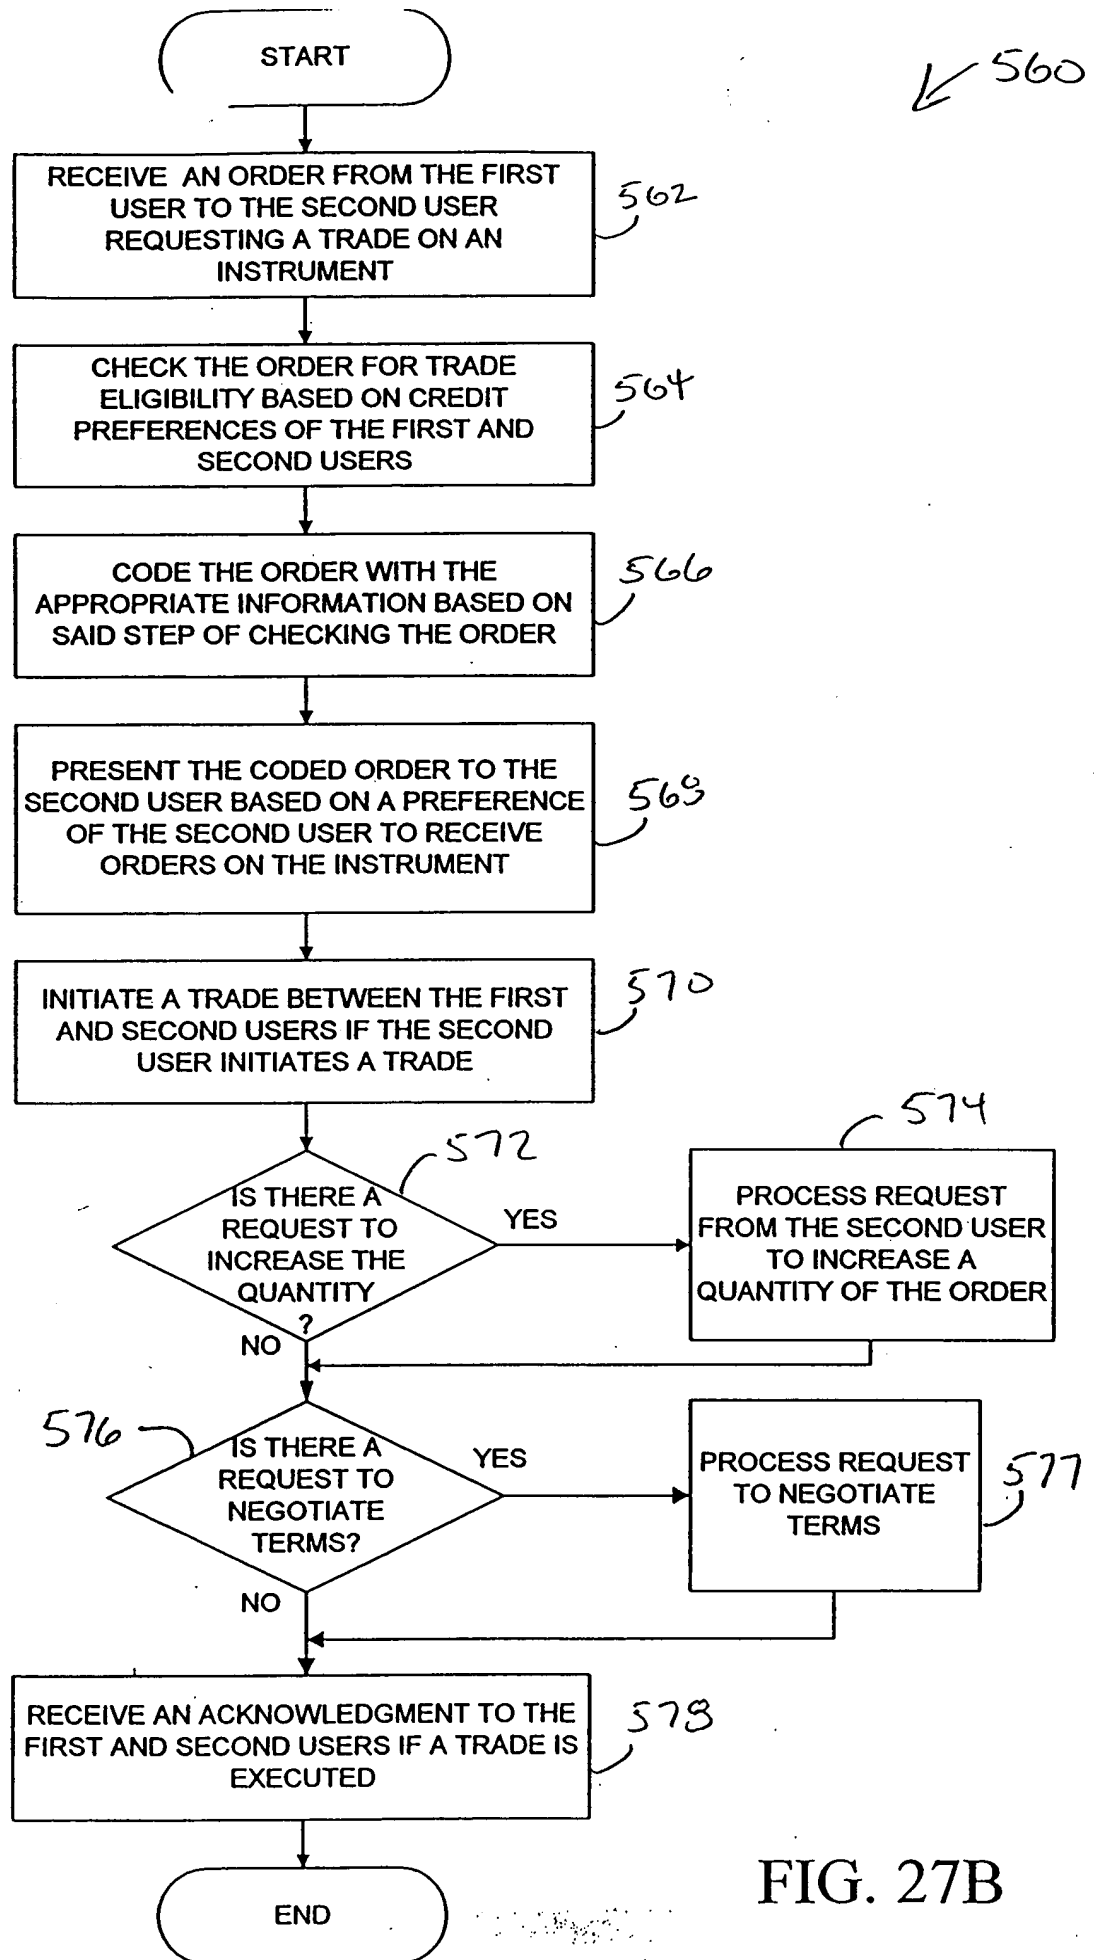 START
560
RECEIVE AN ORDER FROM THE FIRST
USER TO THE SECOND USER
REQUESTING A TRADE ON AN
INSTRUMENT
562
CHECK THE ORDER FOR TRADE
ELIGIBILITY BASED ON CREDIT
PREFERENCES OF THE FIRST AND
SECOND USERS
564
CODE THE ORDER WITH THE
APPROPRIATE INFORMATION BASED ON
SAID STEP OF CHECKING THE ORDER
566
PRESENT THE CODED ORDER TO THE
SECOND USER BASED ON A PREFERENCE
OF THE SECOND USER TO RECEIVE
ORDERS ON THE INSTRUMENT
568
INITIATE A TRADE BETWEEN THE FIRST
AND SECOND USERS IF THE SECOND
USER INITIATES A TRADE
570
572
IS THERE A
REQUEST TO
INCREASE THE
QUANTITY
?
YES
NO
574
PROCESS REQUEST
FROM THE SECOND USER
TO INCREASE A
QUANTITY OF THE ORDER
576
IS THERE A
REQUEST TO
NEGOTIATE
TERMS?
YES
NO
PROCESS REQUEST
TO NEGOTIATE
TERMS
577
RECEIVE AN ACKNOWLEDGMENT TO THE
FIRST AND SECOND USERS IF A TRADE IS
EXECUTED
578
END
FIG. 27B